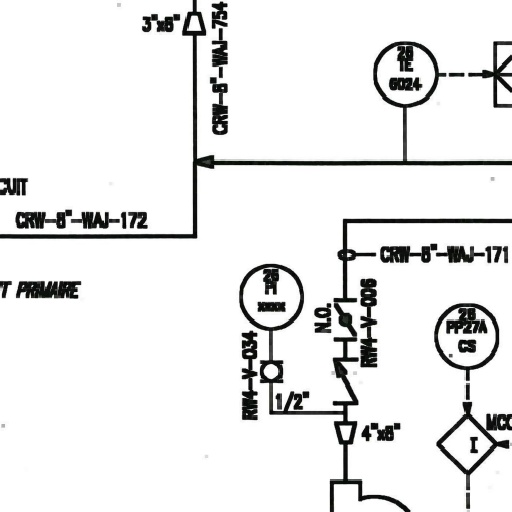 3"x6"
CRW-6"-WAJ-754
26
TE
6024
CUIT
CRW-6"-WAJ-172
T PRIMAIRE
CRW-6"-WAJ-171
26
PI
xxxx
N.O.
RW4-V-006
26
PP27A
CS
RW4-V-034
1/2"
4"x6"
MCC
I